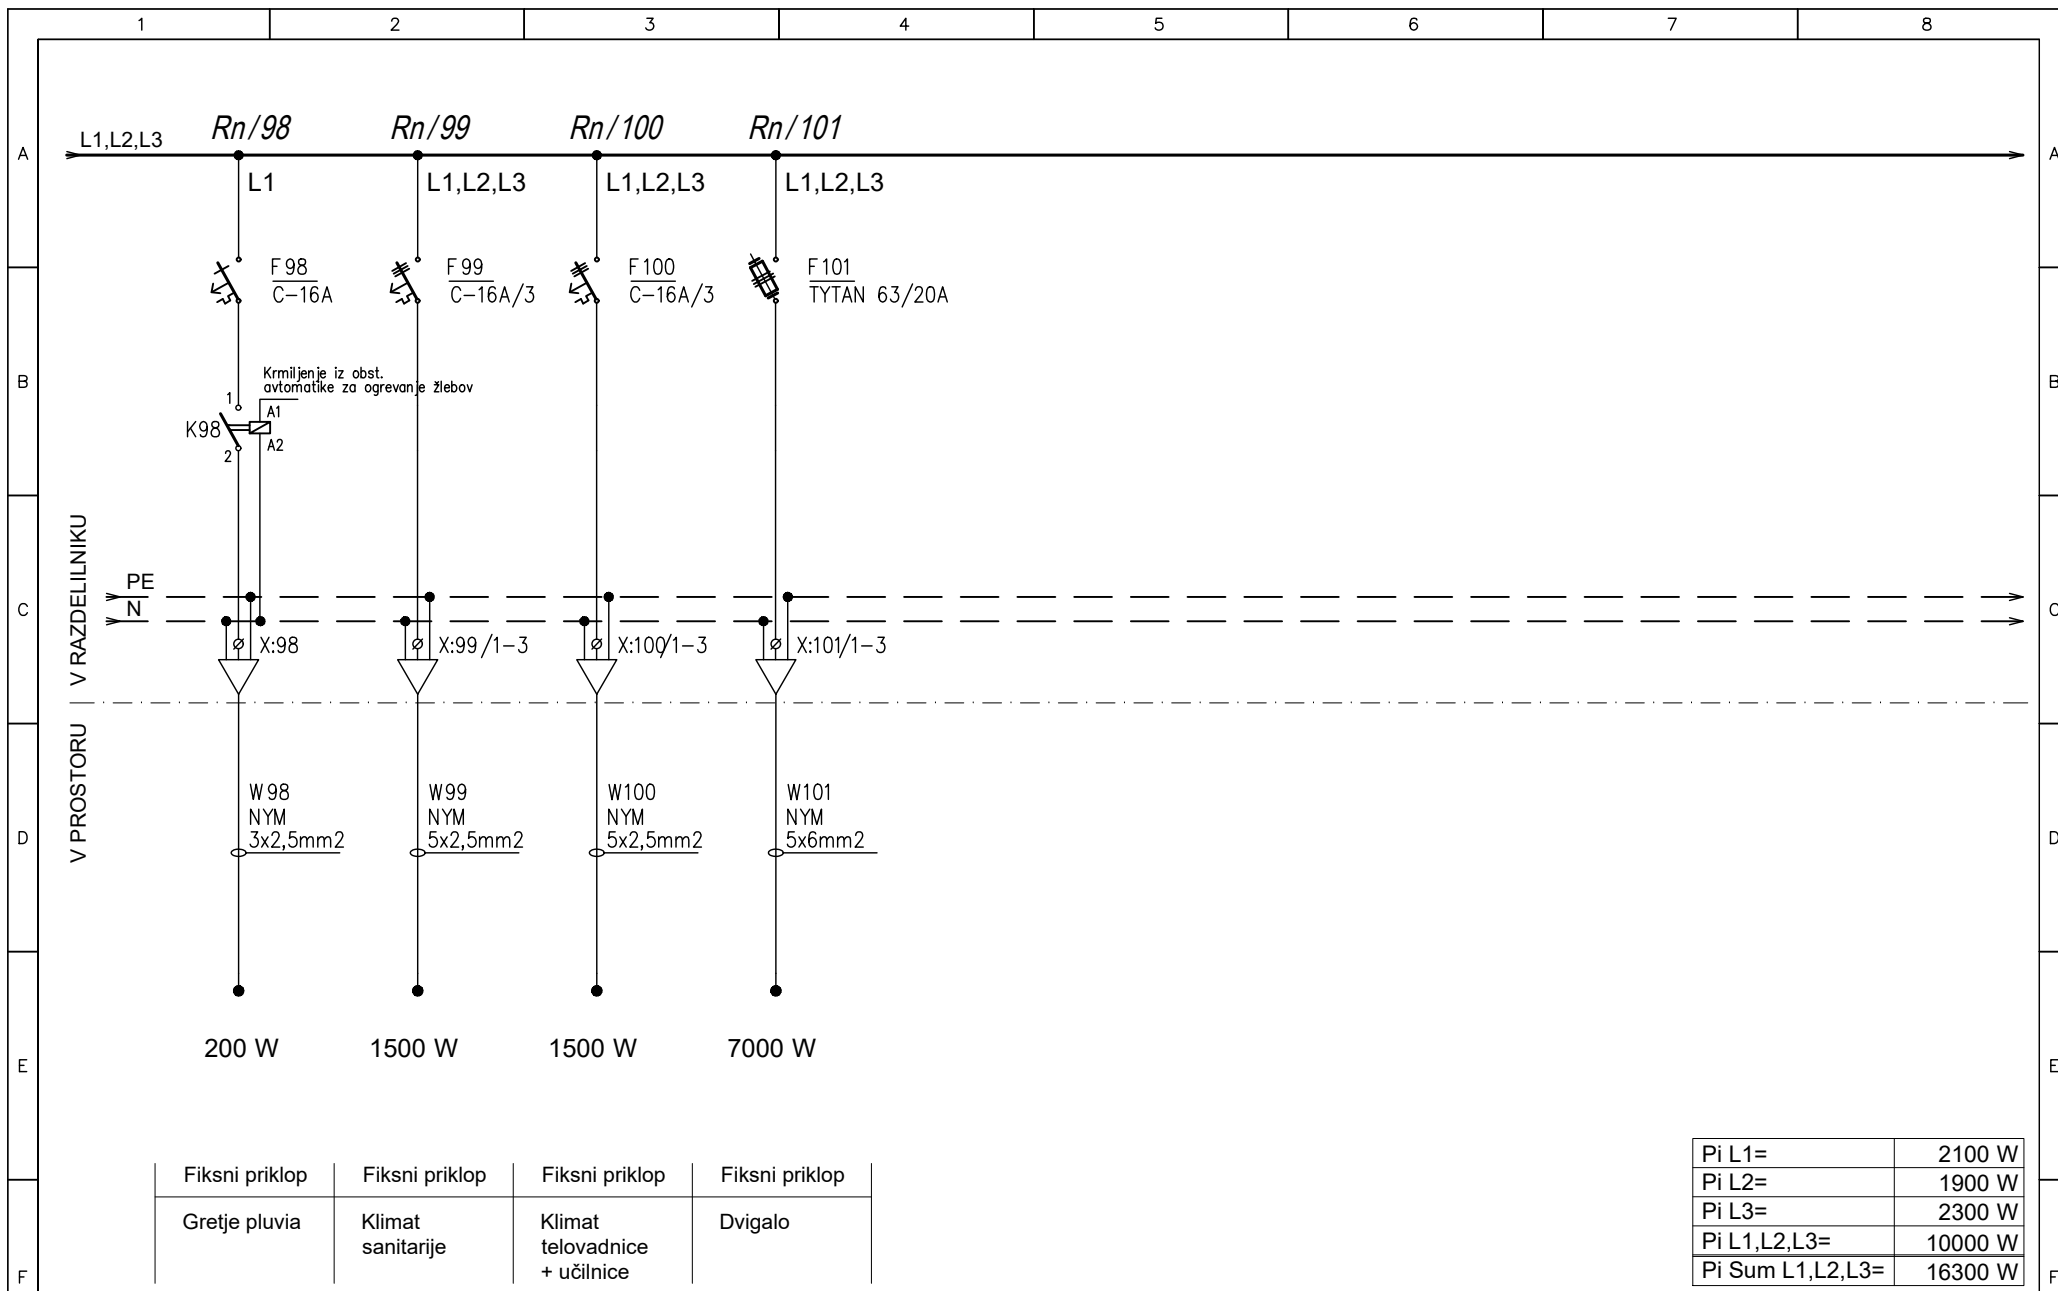 1 2 3 4 5 6 7 8
Rn/98 Rn/99 Rn/100 Rn/101
L1,L2,L3
A A
L1 L1,L2,L3 L1,L2,L3 L1,L2,L3
F98 F99 F100 F101
C-16A C-16A/3 C-16A/3 TYTAN 63/20A
Krmiljenje iz obst.
avtomatike za ogrevanje žlebov
B B
1 A1
K98
2 A2
V RAZDELILNIKU
PE
N
C C
X:98 X:99/1-3 X:100/1-3 X:101/1-3
V PROSTORU
W98 W99 W100 W101
NYM NYM NYM NYM
3x2,5mm2 5x2,5mm2 5x2,5mm2 5x6mm2
D D
200 W 1500 W 1500 W 7000 W
E E
Fiksni priklop Fiksni priklop Fiksni priklop Fiksni priklop
Gretje pluvia Klimat Klimat Dvigalo
sanitarije telovadnice
+ učilnice
Pi L1= 2100 W
Pi L2= 1900 W
Pi L3= 2300 W
Pi L1,L2,L3= 10000 W
Pi Sum L1,L2,L3= 16300 W
F F